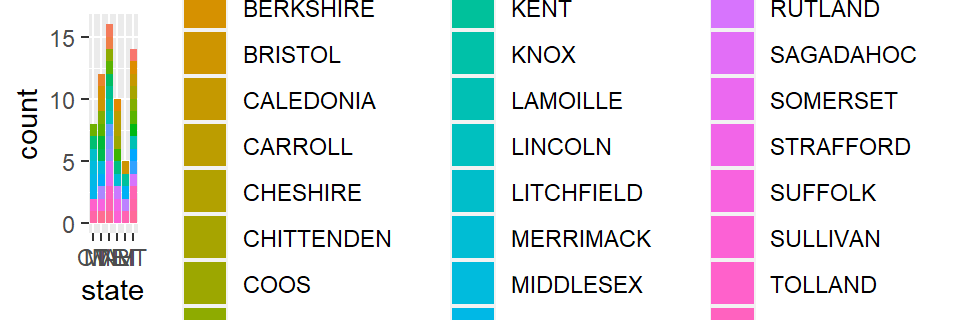 15
10
5
0
count
state
BERKSHIRE
BRISTOL
CALEDONIA
CARROLL
CHESHIRE
CHITTENDEN
COOS
KENT
KNOX
LAMOILLE
LINCOLN
LITCHFIELD
MERRIMACK
MIDDLESEX
RUTLAND
SAGADAHOC
SOMERSET
STRAFFORD
SUFFOLK
SULLIVAN
TOLLAND